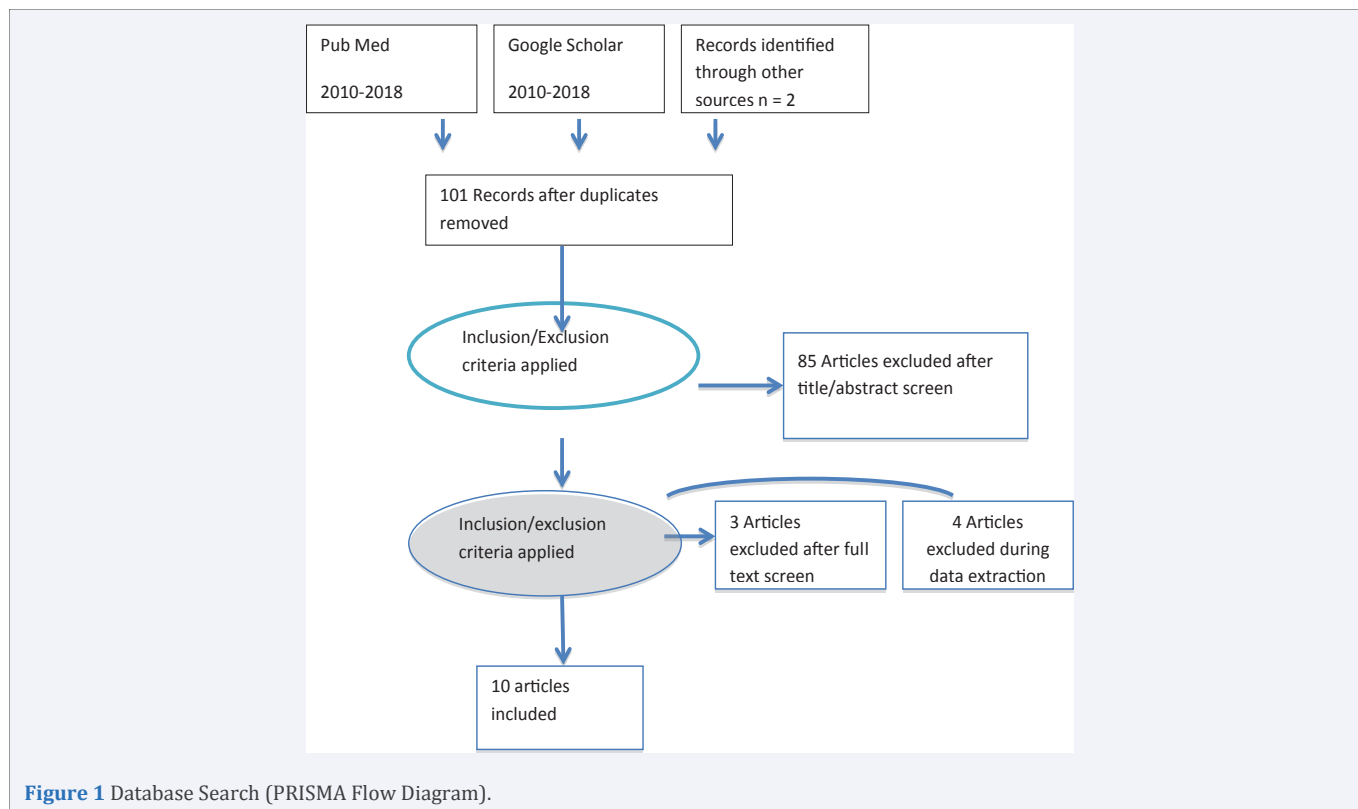 Pub Med
2010-2018
Google Scholar
2010-2018
Records identified
through other
sources n = 2
101 Records after duplicates
removed
Inclusion/Exclusion
criteria applied
85 Articles excluded after
title/abstract screen
Inclusion/exclusion
criteria applied
3 Articles
excluded after full
text screen
4 Articles
excluded during
data extraction
10 articles
included
Figure 1 Database Search (PRISMA Flow Diagram).